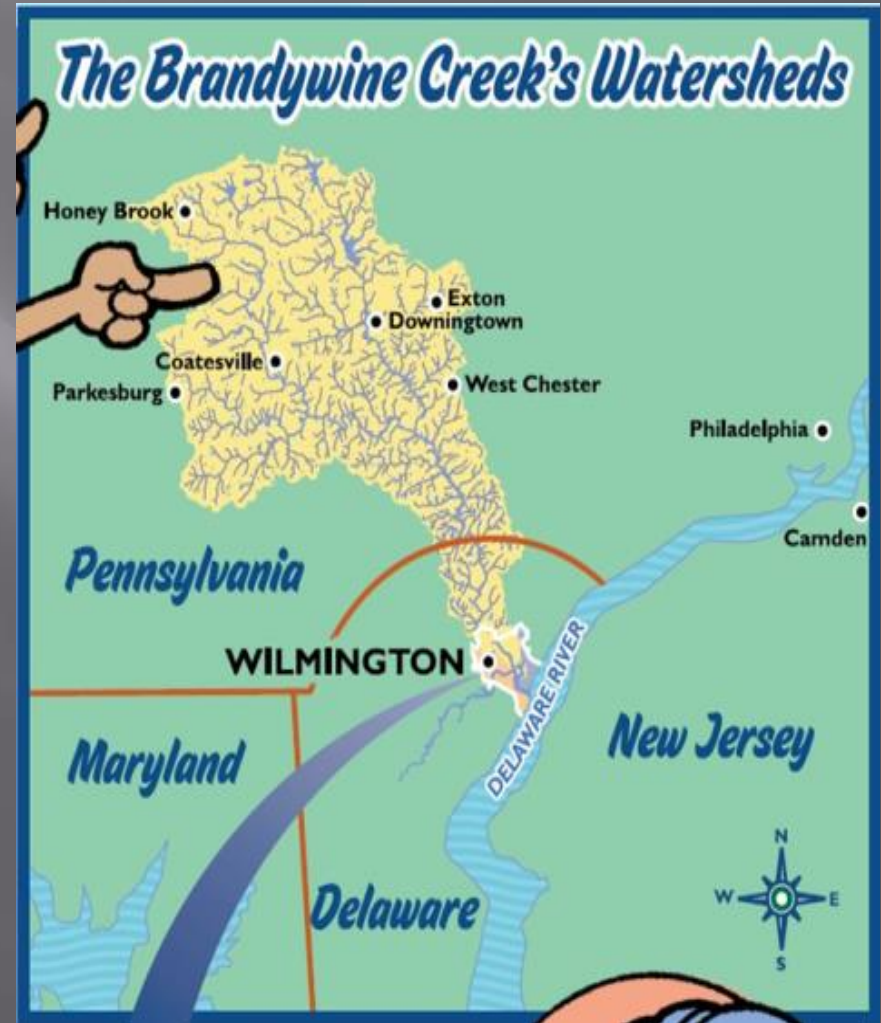 The Brandywine Creek's Watersheds
Honey Brook
Exton
Downingtown
Coatesville
Parkesburg
West Chester
Philadelphia
Camden
Pennsylvania
WILMINGTON
DELAWARE RIVER
Maryland
New Jersey
Delaware
N
W E
S